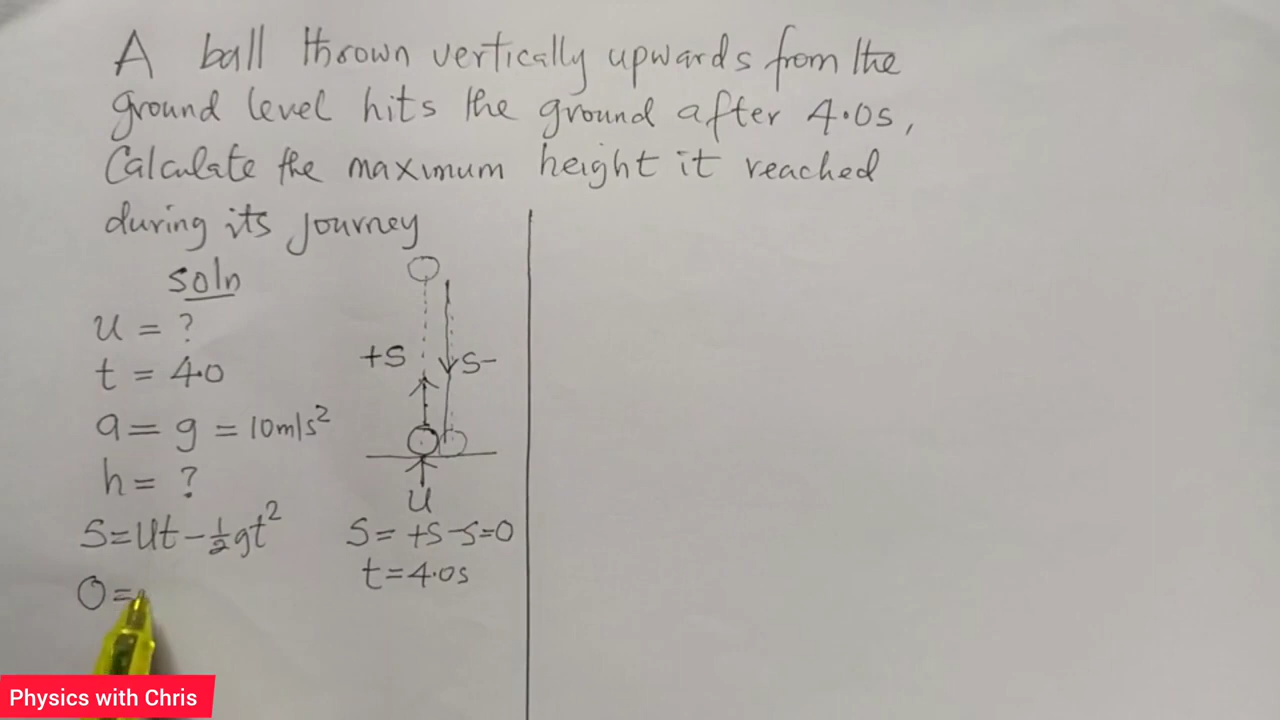 A ball thrown vertically upwards from the
ground level hits the ground after 4.0s,
Calculate the maximum height it reached
during its journey
soln
u = ?
t = 4.0
a = g = 10m/s²
h = ?
S=Ut-½gt²
0=
+S
S-
U
S= +S-S=0
t=4.0s
Physics with Chris